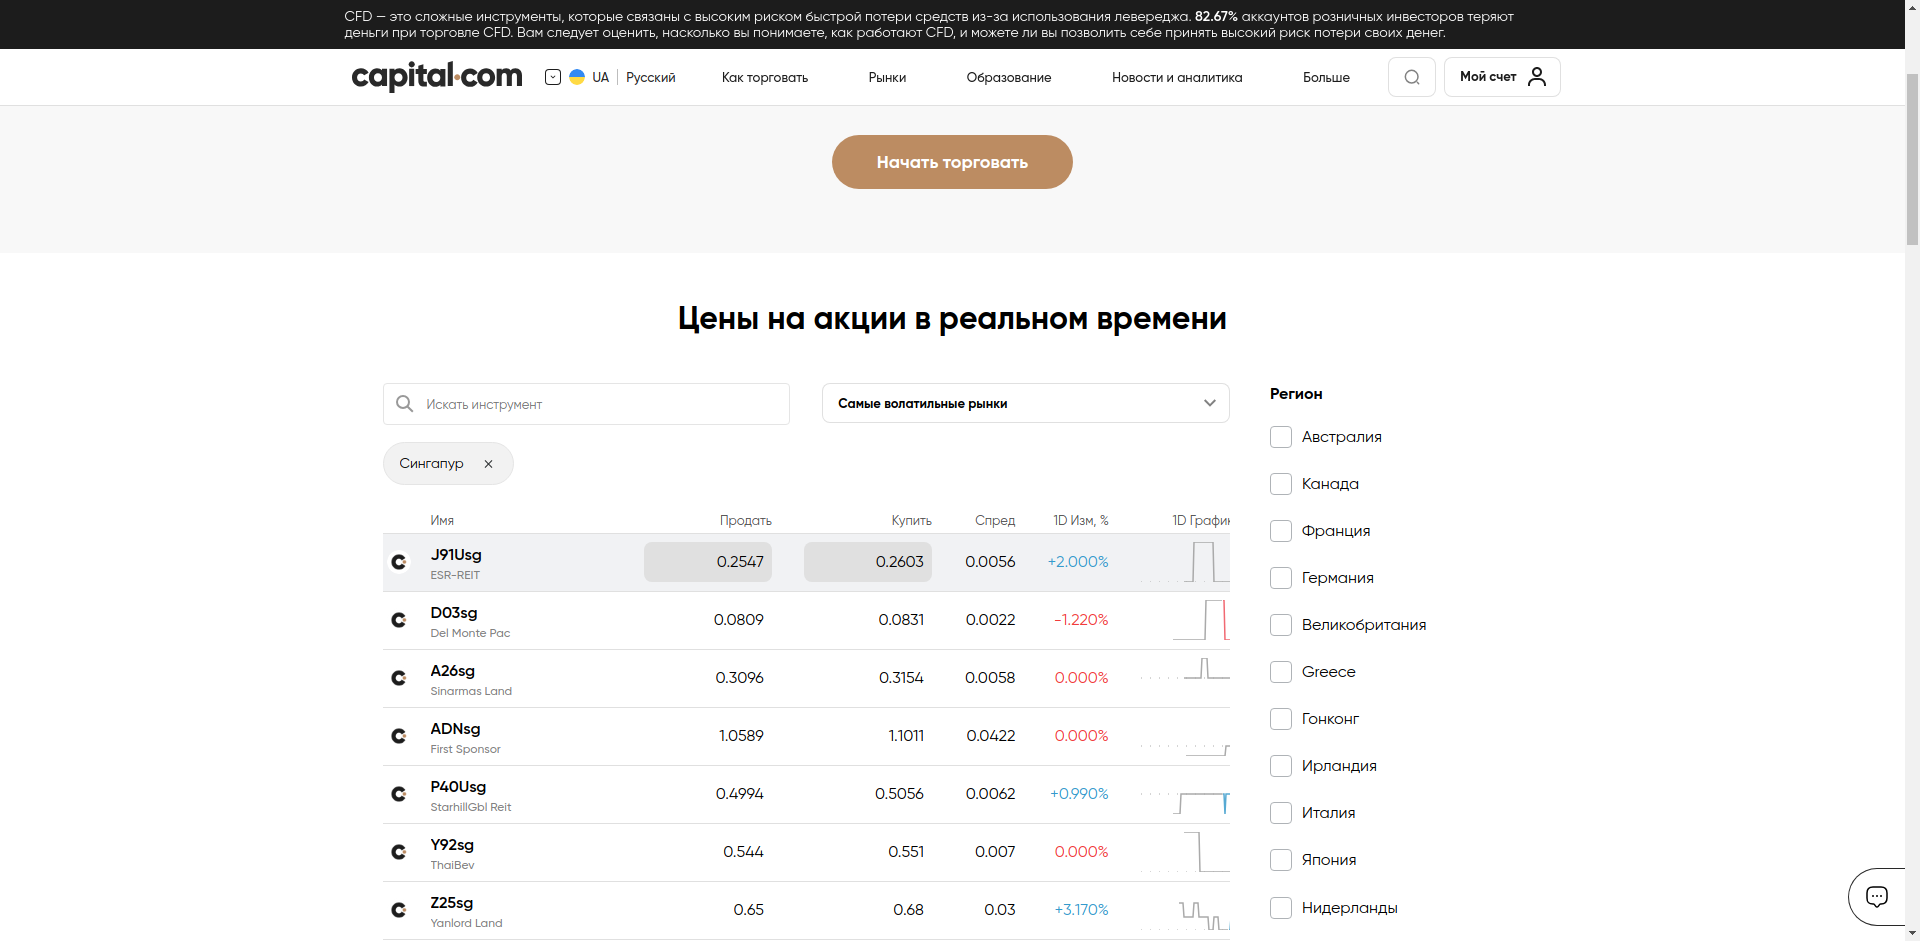 CFD — это сложные инструменты, которые связаны с высоким риском быстрой потери средств из-за использования левереджа. 82.67% аккаунтов розничных инвесторов теряют
деньги при торговле CFD. Вам следует оценить, насколько вы понимаете, как работают CFD, и можете ли вы позволить себе принять высокий риск потери своих денег.
capital.com UA Русский Как торговать Рынки Образование Новости и аналитика Больше Мой счет
Начать торговать
Цены на акции в реальном времени
Искать инструмент Самые волатильные рынки
Сингапур
Имя Продать Купить Спред 1D Изм, % 1D График
J91Usg 0.2547 0.2603 0.0056 +2.000%
ESR-REIT
D03sg 0.0809 0.0831 0.0022 -1.220%
Del Monte Pac
A26sg 0.3096 0.3154 0.0058 0.000%
Sinarmas Land
ADNsg 1.0589 1.1011 0.0422 0.000%
First Sponsor
P40Usg 0.4994 0.5056 0.0062 +0.990%
StarhillGbl Reit
Y92sg 0.544 0.551 0.007 0.000%
ThaiBev
Z25sg 0.65 0.68 0.03 +3.170%
Yanlord Land
Регион
Австралия
Канада
Франция
Германия
Великобритания
Greece
Гонконг
Ирландия
Италия
Япония
Нидерланды